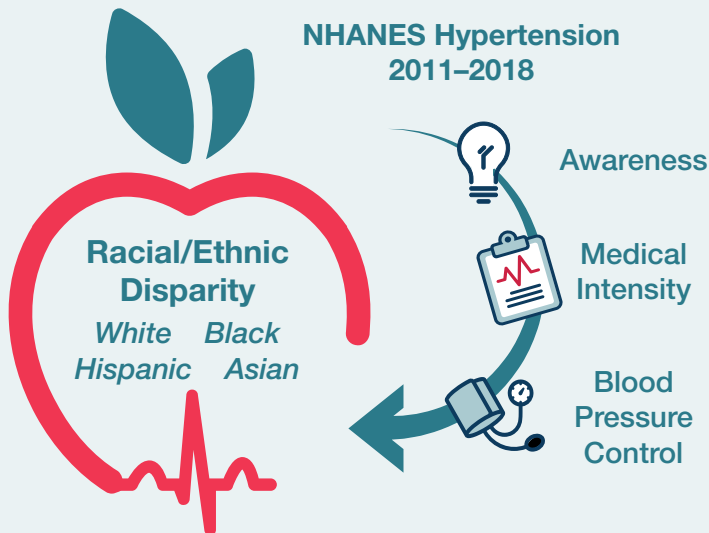 NHANES Hypertension
2011–2018
Awareness
Medical
Intensity
Blood
Pressure
Control
Racial/Ethnic
Disparity
White Black
Hispanic Asian